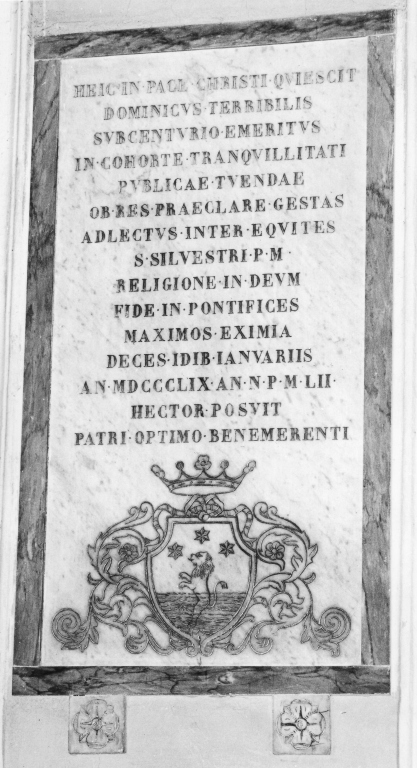 HEIC·IN·PACE·CHRISTI·QVIESCIT
DOMINICVS·TERRIBILIS
SVBCENTVRIO·EMERITVS
IN·COHORTE·TRANQVILLITATI
PVBLICAE·TVENDAE
OB·RES·PRAECLARE·GESTAS
ADLECTVS·INTER·EQVITES
S·SILVESTRI·P·M·
RELIGIONE·IN·DEVM
FIDE·IN·PONTIFICES
MAXIMOS·EXIMIA
DECES·IDIB·IANVARIIS
AN·MDCCCLIX·AN·N·P·M·LII·
HECTOR·POSVIT
PATRI·OPTIMO·BENEMERENTI